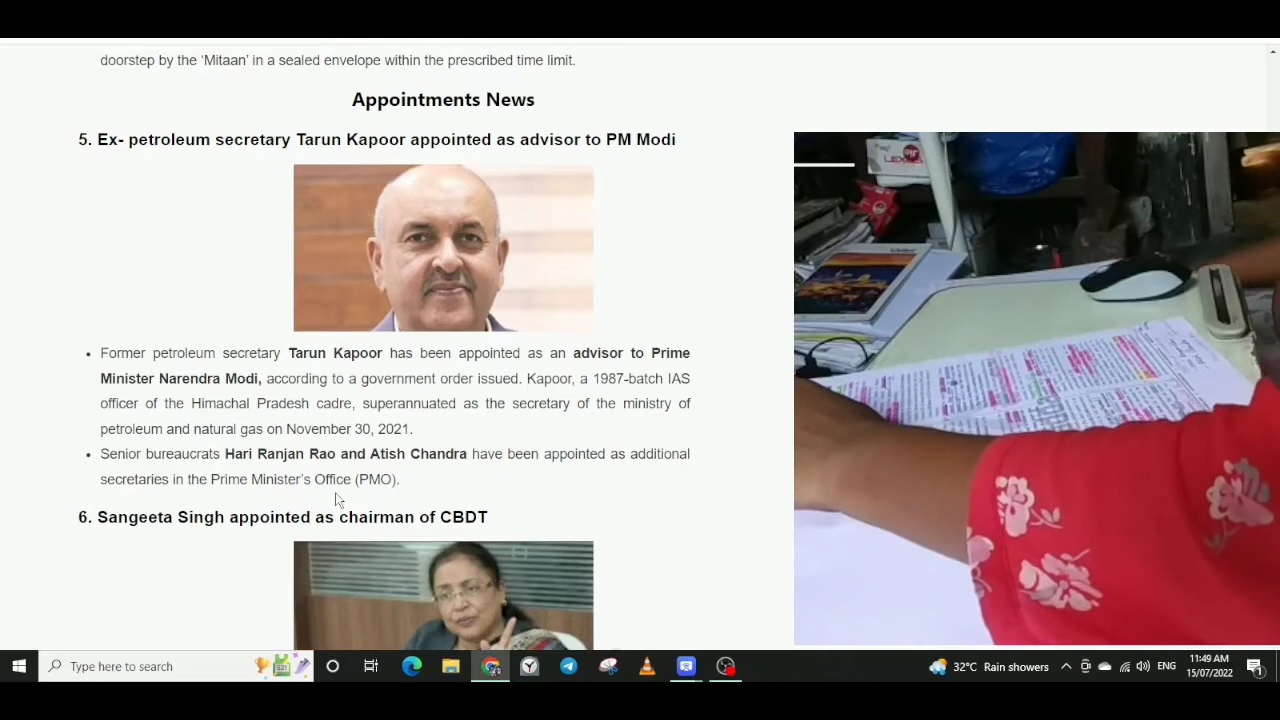 doorstep by the ‘Mitaan’ in a sealed envelope within the prescribed time limit.
Appointments News
5. Ex- petroleum secretary Tarun Kapoor appointed as advisor to PM Modi
LEXUS
• Former petroleum secretary Tarun Kapoor has been appointed as an advisor to Prime
Minister Narendra Modi, according to a government order issued. Kapoor, a 1987-batch IAS
officer of the Himachal Pradesh cadre, superannuated as the secretary of the ministry of
petroleum and natural gas on November 30, 2021.
• Senior bureaucrats Hari Ranjan Rao and Atish Chandra have been appointed as additional
secretaries in the Prime Minister’s Office (PMO).
6. Sangeeta Singh appointed as chairman of CBDT
Type here to search
32°C Rain showers
ENG
11:49 AM
15/07/2022
1